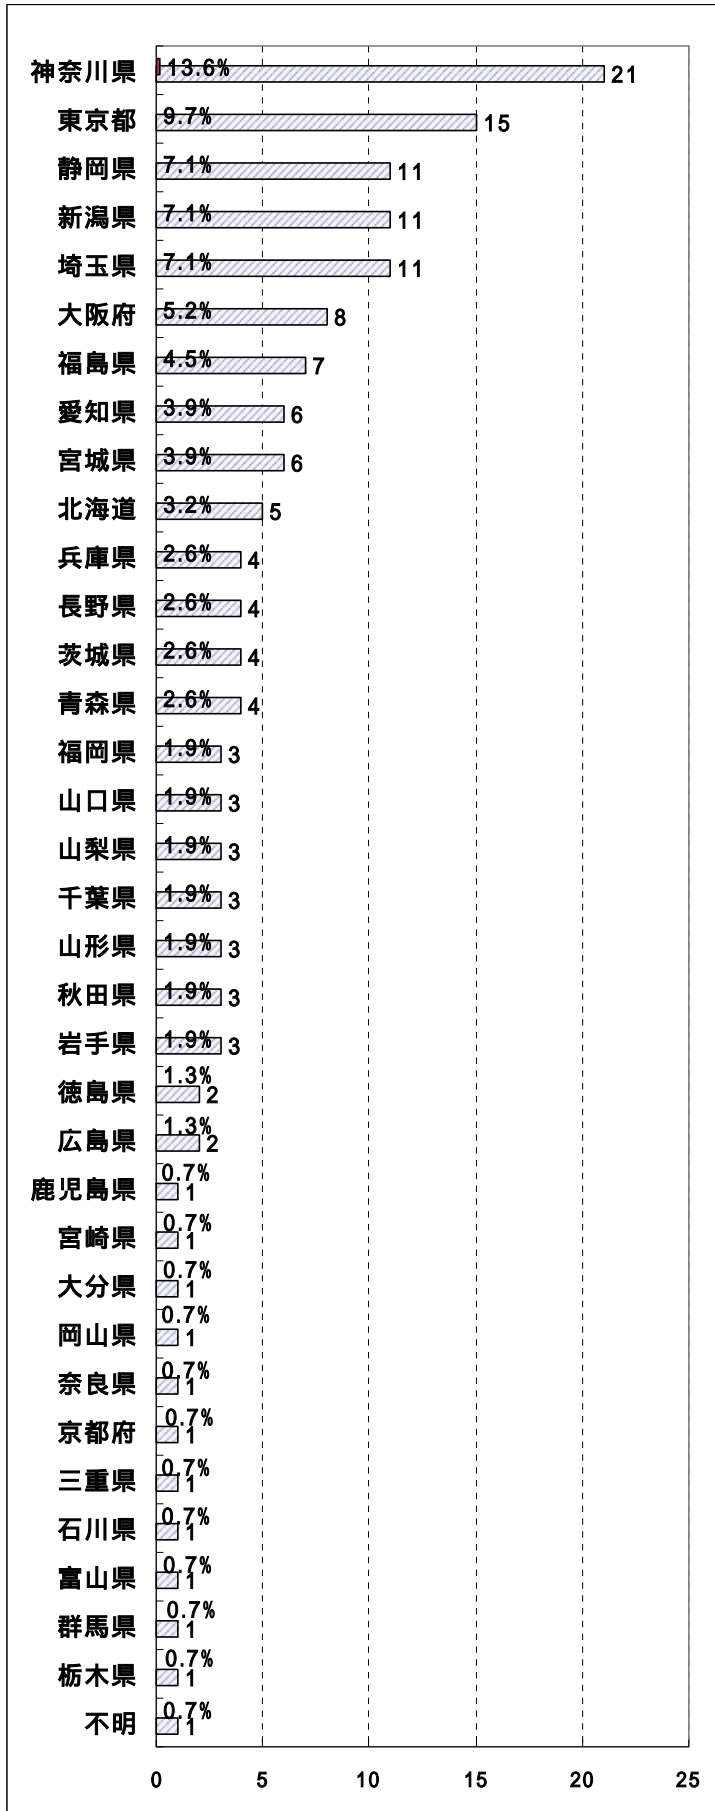 神奈川県 13.6% 21
東京都 9.7% 15
静岡県 7.1% 11
新潟県 7.1% 11
埼玉県 7.1% 11
大阪府 5.2% 8
福島県 4.5% 7
愛知県 3.9% 6
宮城県 3.9% 6
北海道 3.2% 5
兵庫県 2.6% 4
長野県 2.6% 4
茨城県 2.6% 4
青森県 2.6% 4
福岡県 1.9% 3
山口県 1.9% 3
山梨県 1.9% 3
千葉県 1.9% 3
山形県 1.9% 3
秋田県 1.9% 3
岩手県 1.9% 3
徳島県 1.3% 2
広島県 1.3% 2
鹿児島県 0.7% 1
宮崎県 0.7% 1
大分県 0.7% 1
岡山県 0.7% 1
奈良県 0.7% 1
京都府 0.7% 1
三重県 0.7% 1
石川県 0.7% 1
富山県 0.7% 1
群馬県 0.7% 1
栃木県 0.7% 1
不明 0.7% 1
0 5 10 15 20 25